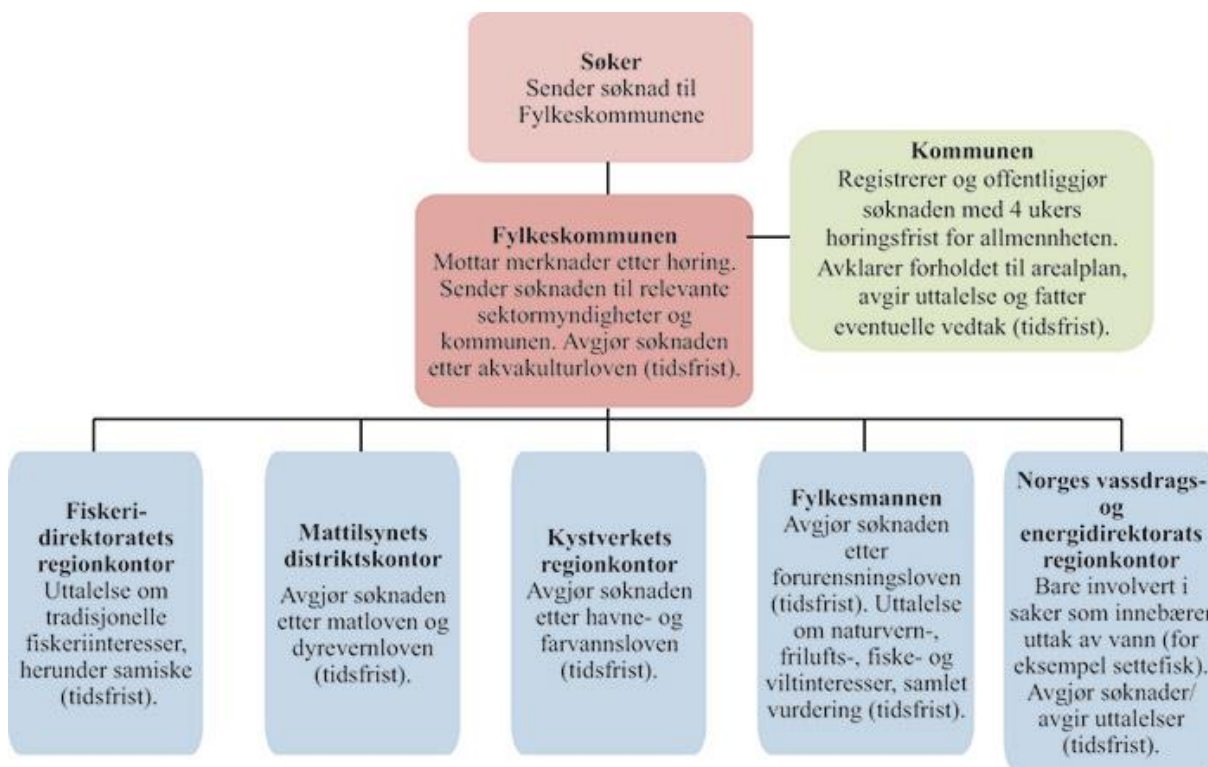 Søker
Sender søknad til
Fylkeskommunene
Kommunen
Registrerer og offentliggjør
søknaden med 4 ukers
høringsfrist for allmennheten.
Avklarer forholdet til arealplan,
avgir uttalelse og fatter
eventuelle vedtak (tidsfrist).
Fylkeskommunen
Mottar merknader etter høring.
Sender søknaden til relevante
sektormyndigheter og
kommunen. Avgjør søknaden
etter akvakulturloven (tidsfrist).
Fiskeri-
direktoratets
regionkontor
Uttalelse om
tradisjonelle
fiskeriinteresser,
herunder samiske
(tidsfrist).
Mattilsynets
distriktskontor
Avgjør søknaden
etter matloven og
dyrevernloven
(tidsfrist).
Kystverkets
regionkontor
Avgjør søknaden
etter havne- og
farvannsloven
(tidsfrist).
Fylkesmannen
Avgjør søknaden
etter
forurensningsloven
(tidsfrist). Uttalelse
om naturvern-,
frilufts-, fiske- og
viltinteresser, samlet
vurdering (tidsfrist).
Norges vassdrags-
og
energidirektorats
regionkontor
Bare involvert i
saker som innebærer
uttak av vann (for
eksempel settefisk).
Avgjør søknader/
avgir uttalelser
(tidsfrist).